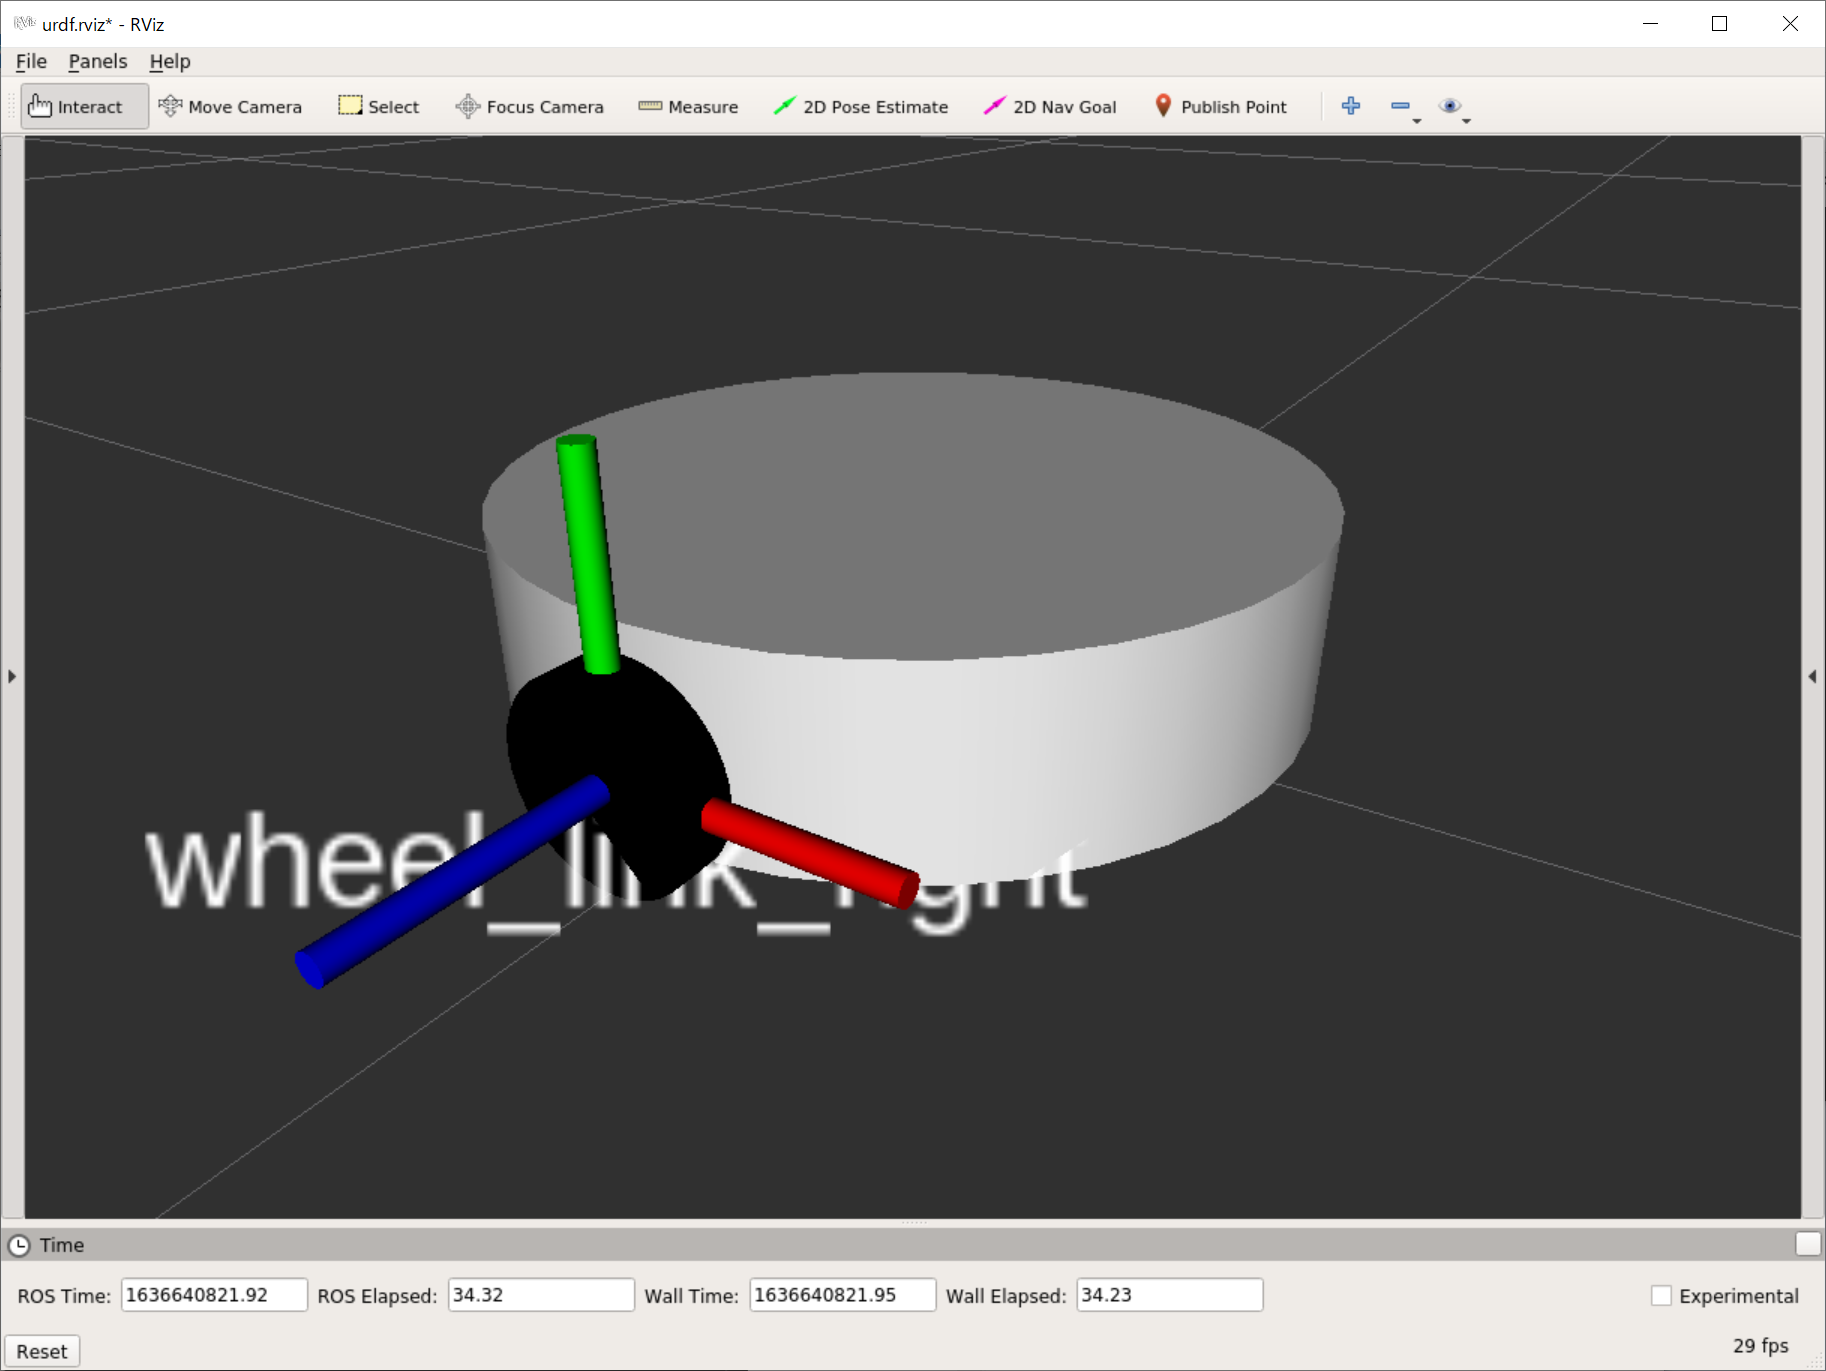 urdf.rviz* - RViz
File Panels Help
Interact Move Camera Select Focus Camera Measure 2D Pose Estimate 2D Nav Goal Publish Point
wheel_link_right
Time
ROS Time: 1636640821.92 ROS Elapsed: 34.32 Wall Time: 1636640821.95 Wall Elapsed: 34.23 Experimental
Reset 29 fps